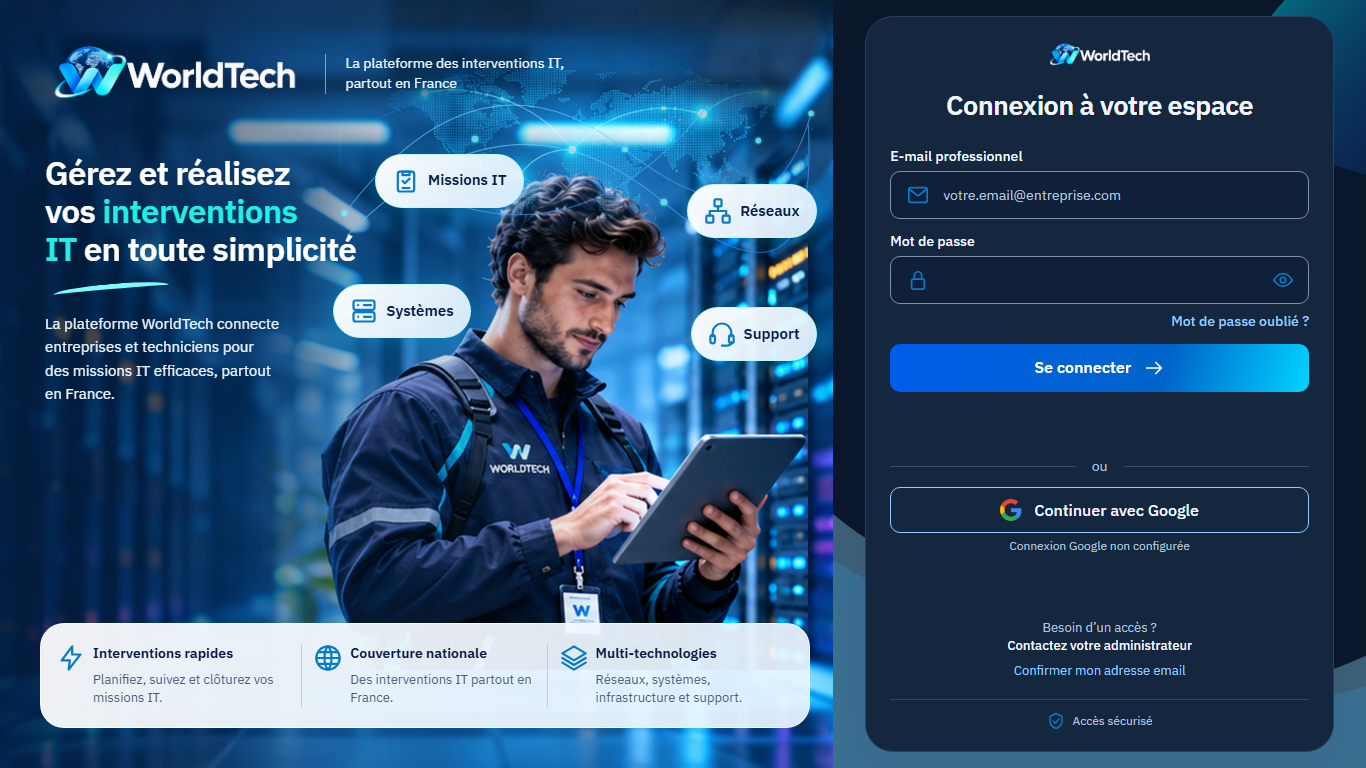 WorldTech
La plateforme des interventions IT,
partout en France
Gérez et réalisez
vos interventions
IT en toute simplicité
La plateforme WorldTech connecte
entreprises et techniciens pour
des missions IT efficaces, partout
en France.
Missions IT
Réseaux
Systèmes
Support
W
WORLDTECH
W
Interventions rapides
Planifiez, suivez et clôturez vos
missions IT.
Couverture nationale
Des interventions IT partout en
France.
Multi-technologies
Réseaux, systèmes,
infrastructure et support.
WorldTech
Connexion à votre espace
E-mail professionnel
votre.email@entreprise.com
Mot de passe
Mot de passe oublié ?
Se connecter
ou
Continuer avec Google
Connexion Google non configurée
Besoin d’un accès ?
Contactez votre administrateur
Confirmer mon adresse email
Accès sécurisé